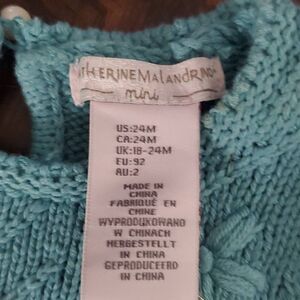 CATHERINE MALANDRINO
mini
US:24M
CA:24M
UK:18-24M
EU:92
AU:2
MADE IN
CHINA
FABRIQUÉ EN
CHINE
WYPRODUKOWANO
W CHINACH
HERGESTELLT
IN CHINA
GEPRODUCEERD
IN CHINA